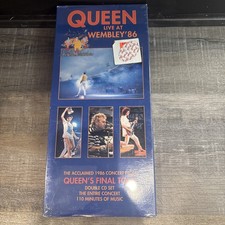 QUEEN
LIVE AT
WEMBLEY '86
THE ACCLAIMED 1986 CONCERT
QUEEN'S FINAL
DOUBLE CD SET
THE ENTIRE CONCERT
110 MINUTES OF MUSIC